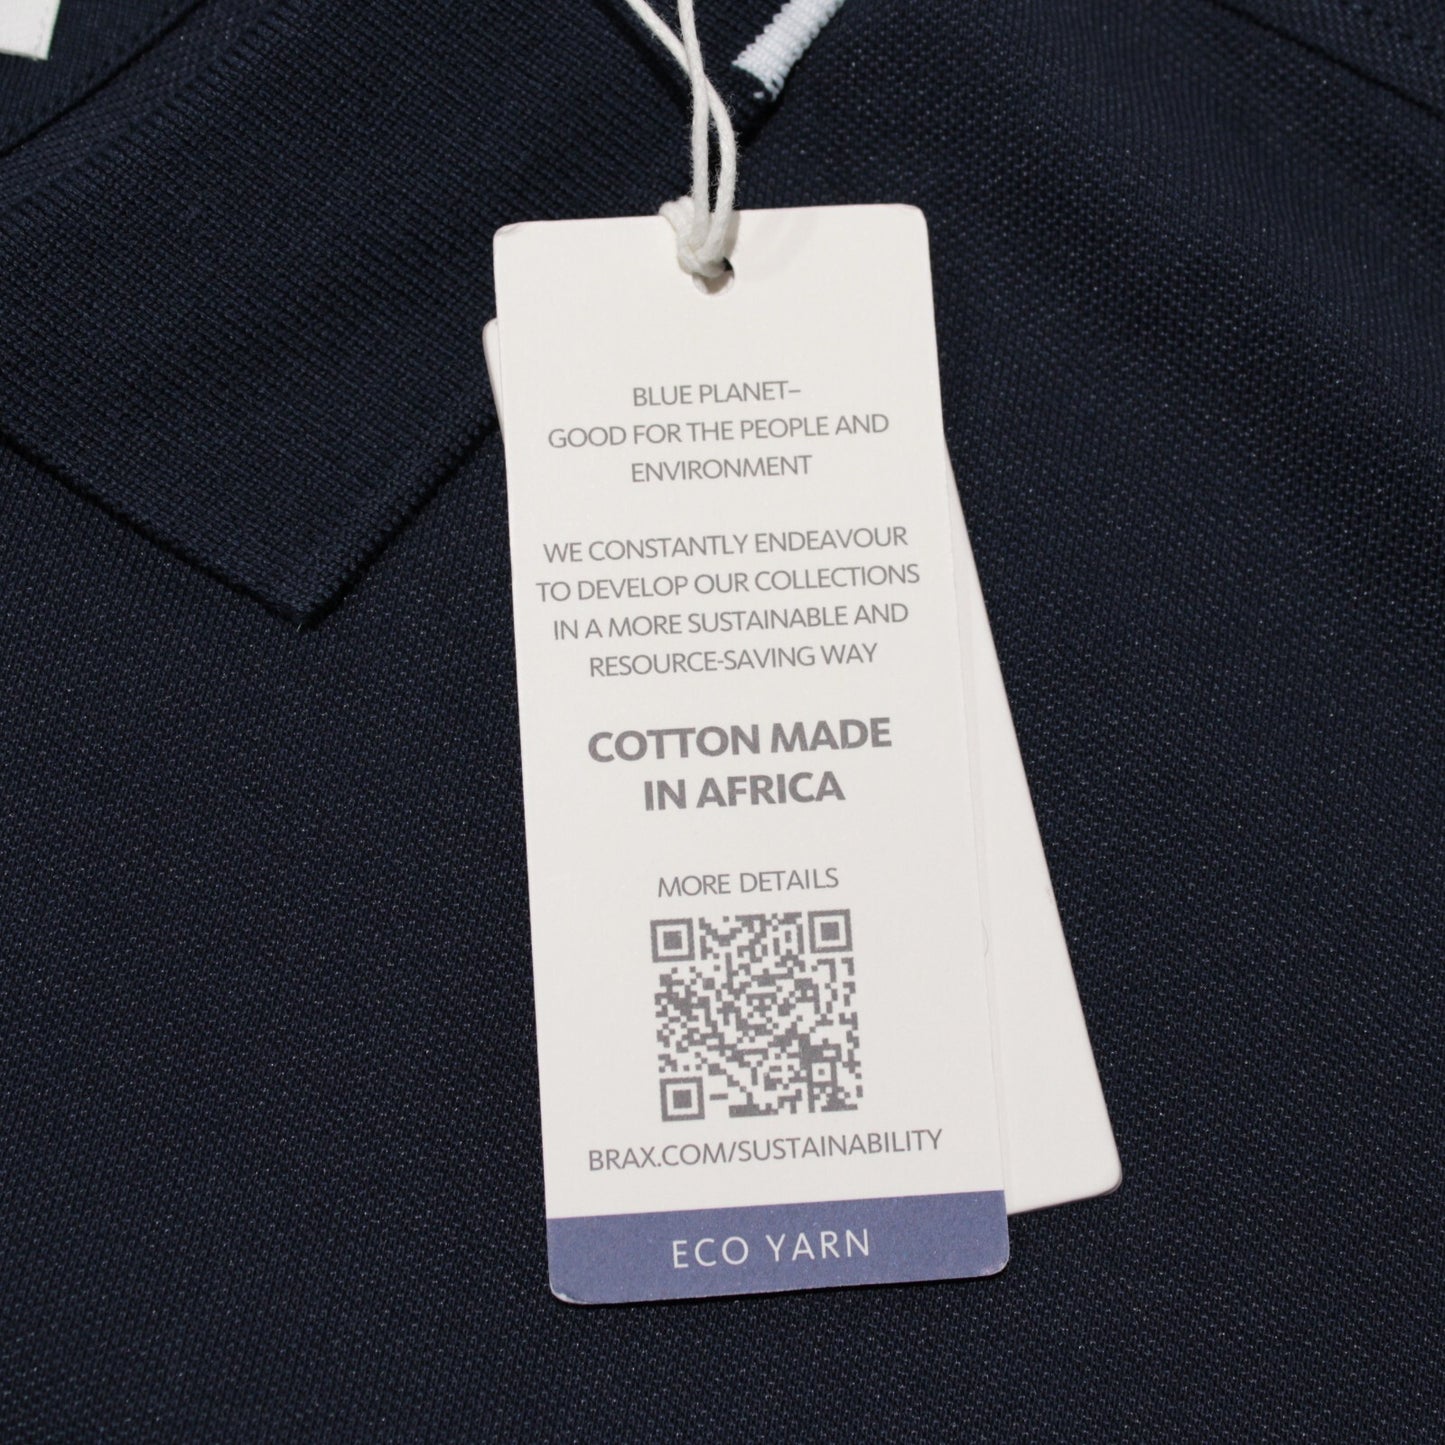 BLUE PLANET–
GOOD FOR THE PEOPLE AND
ENVIRONMENT
WE CONSTANTLY ENDEAVOUR
TO DEVELOP OUR COLLECTIONS
IN A MORE SUSTAINABLE AND
RESOURCE-SAVING WAY
COTTON MADE
IN AFRICA
MORE DETAILS
BRAX.COM/SUSTAINABILITY
ECO YARN